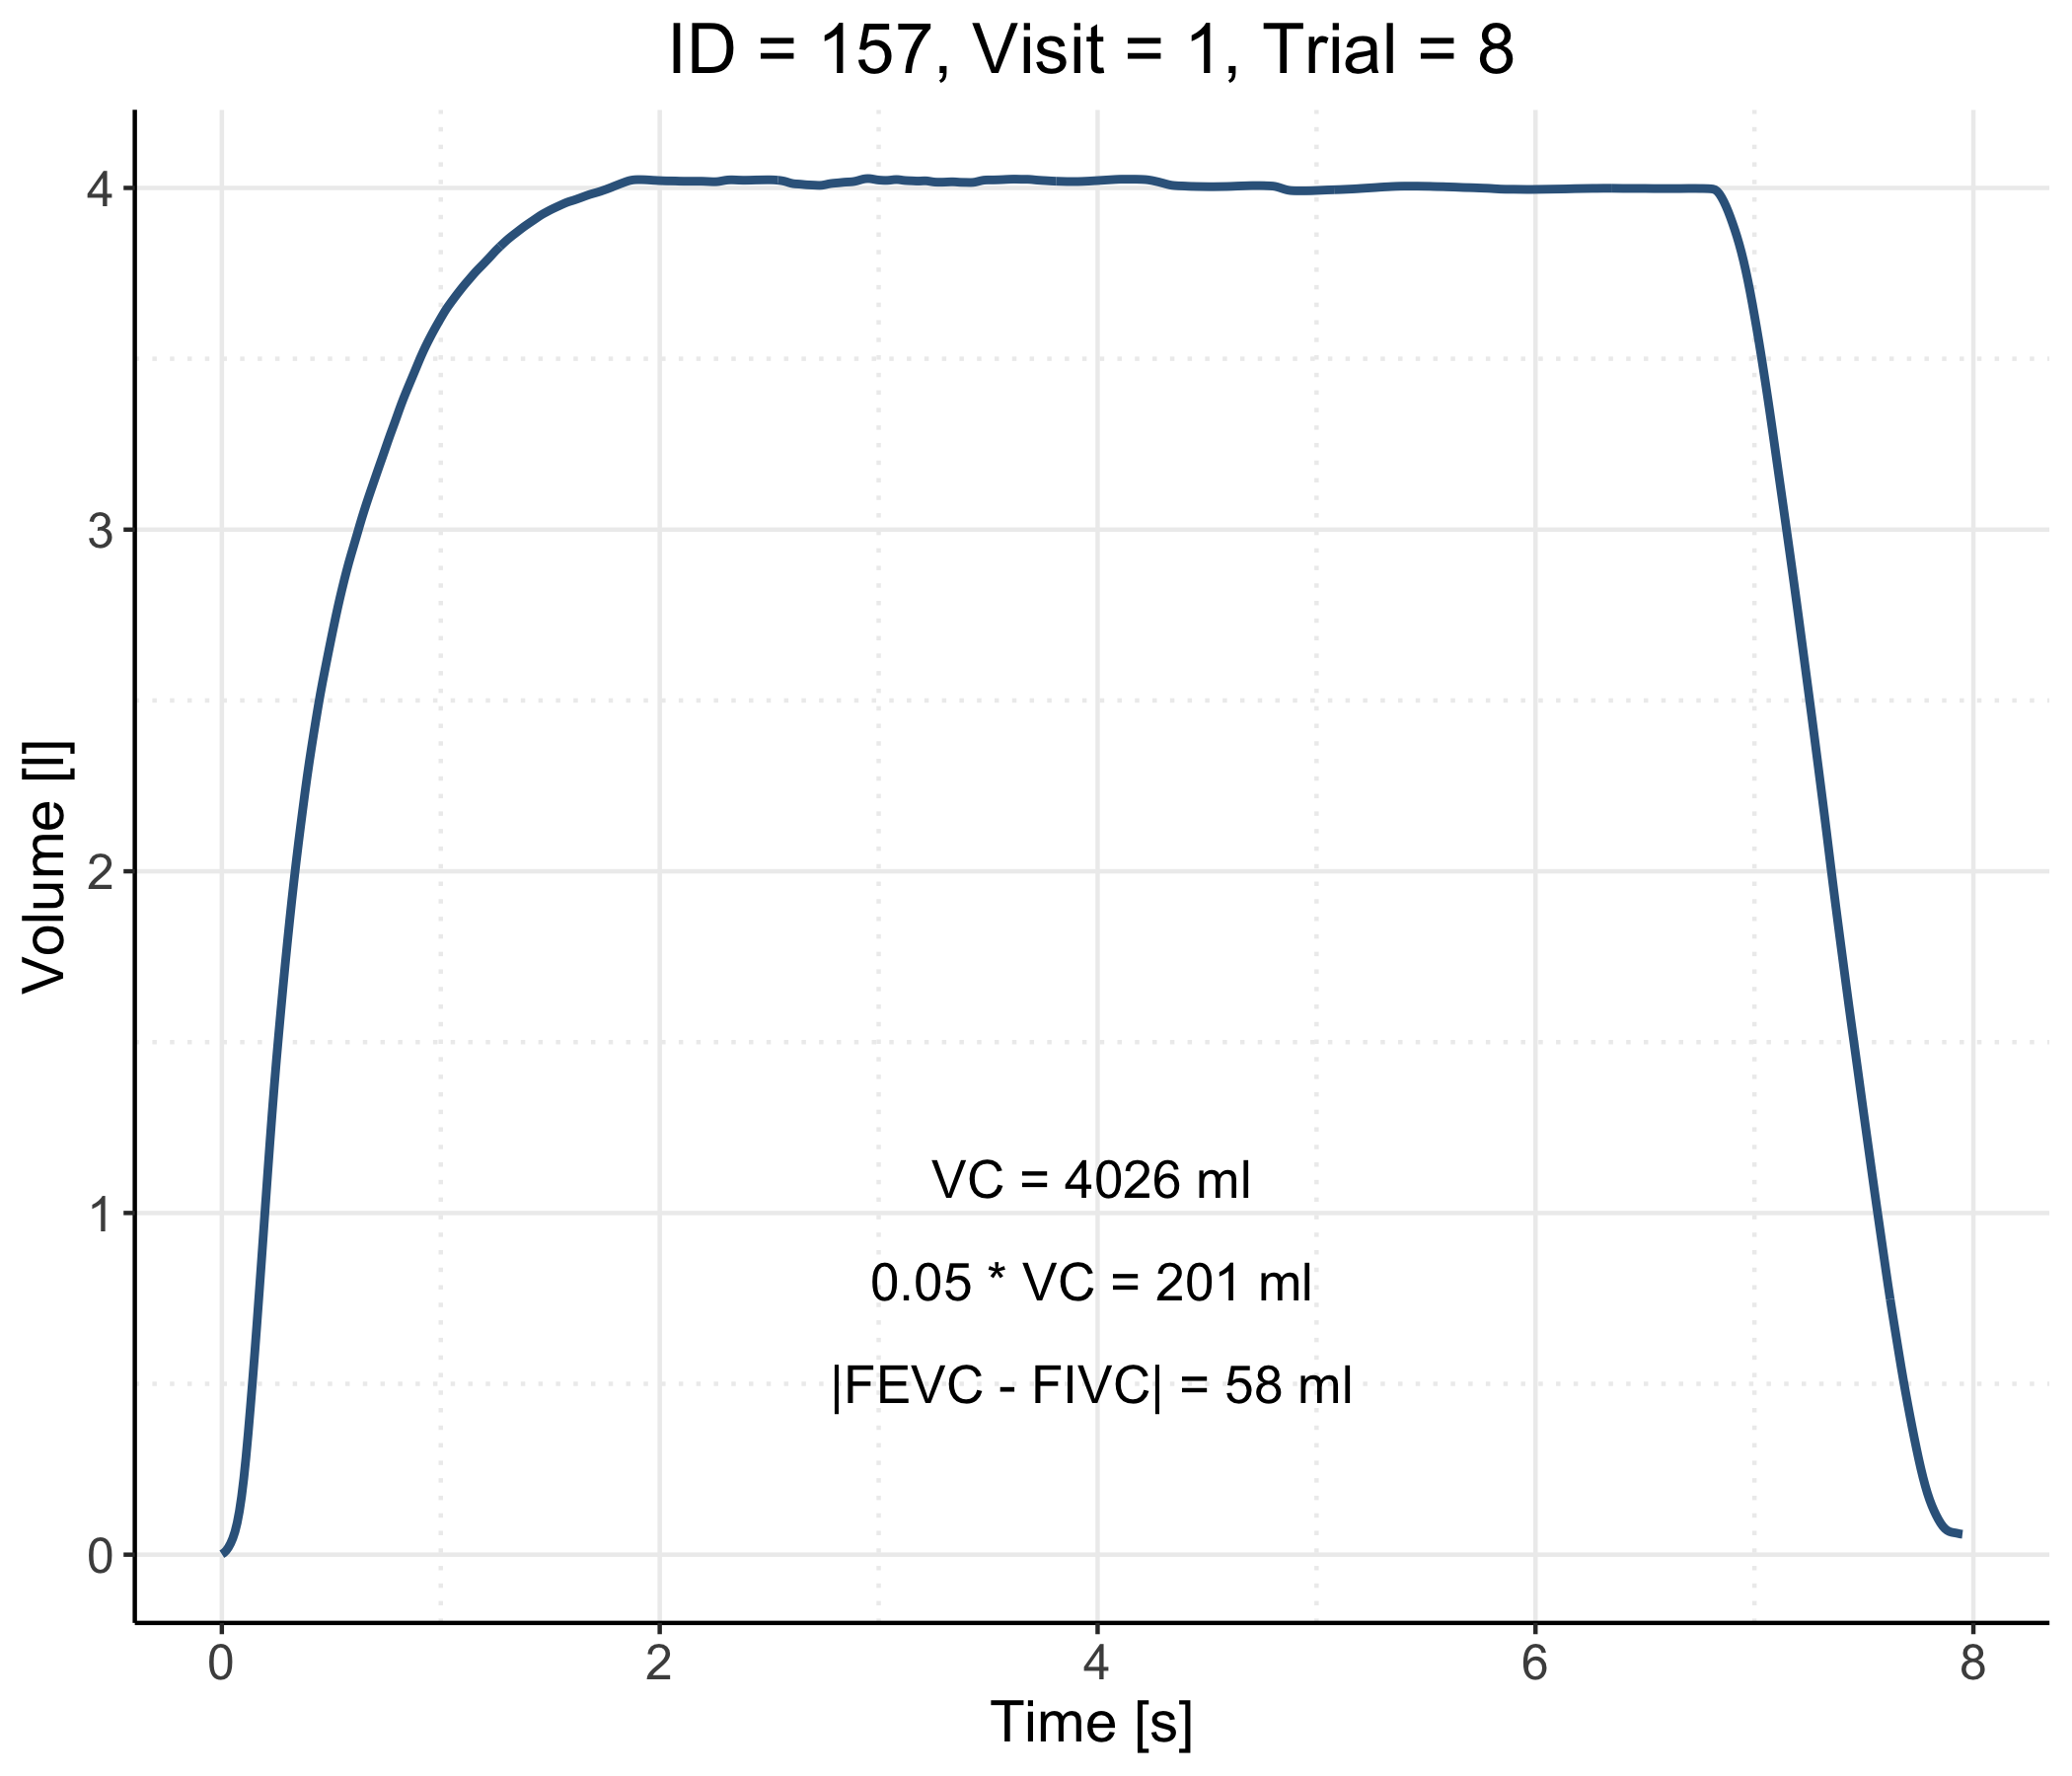 ID = 157, Visit = 1, Trial = 8
Volume [l]
4
3
2
1
0
VC = 4026 ml
0.05 * VC = 201 ml
|FEVC - FIVC| = 58 ml
0 2 4 6 8
Time [s]